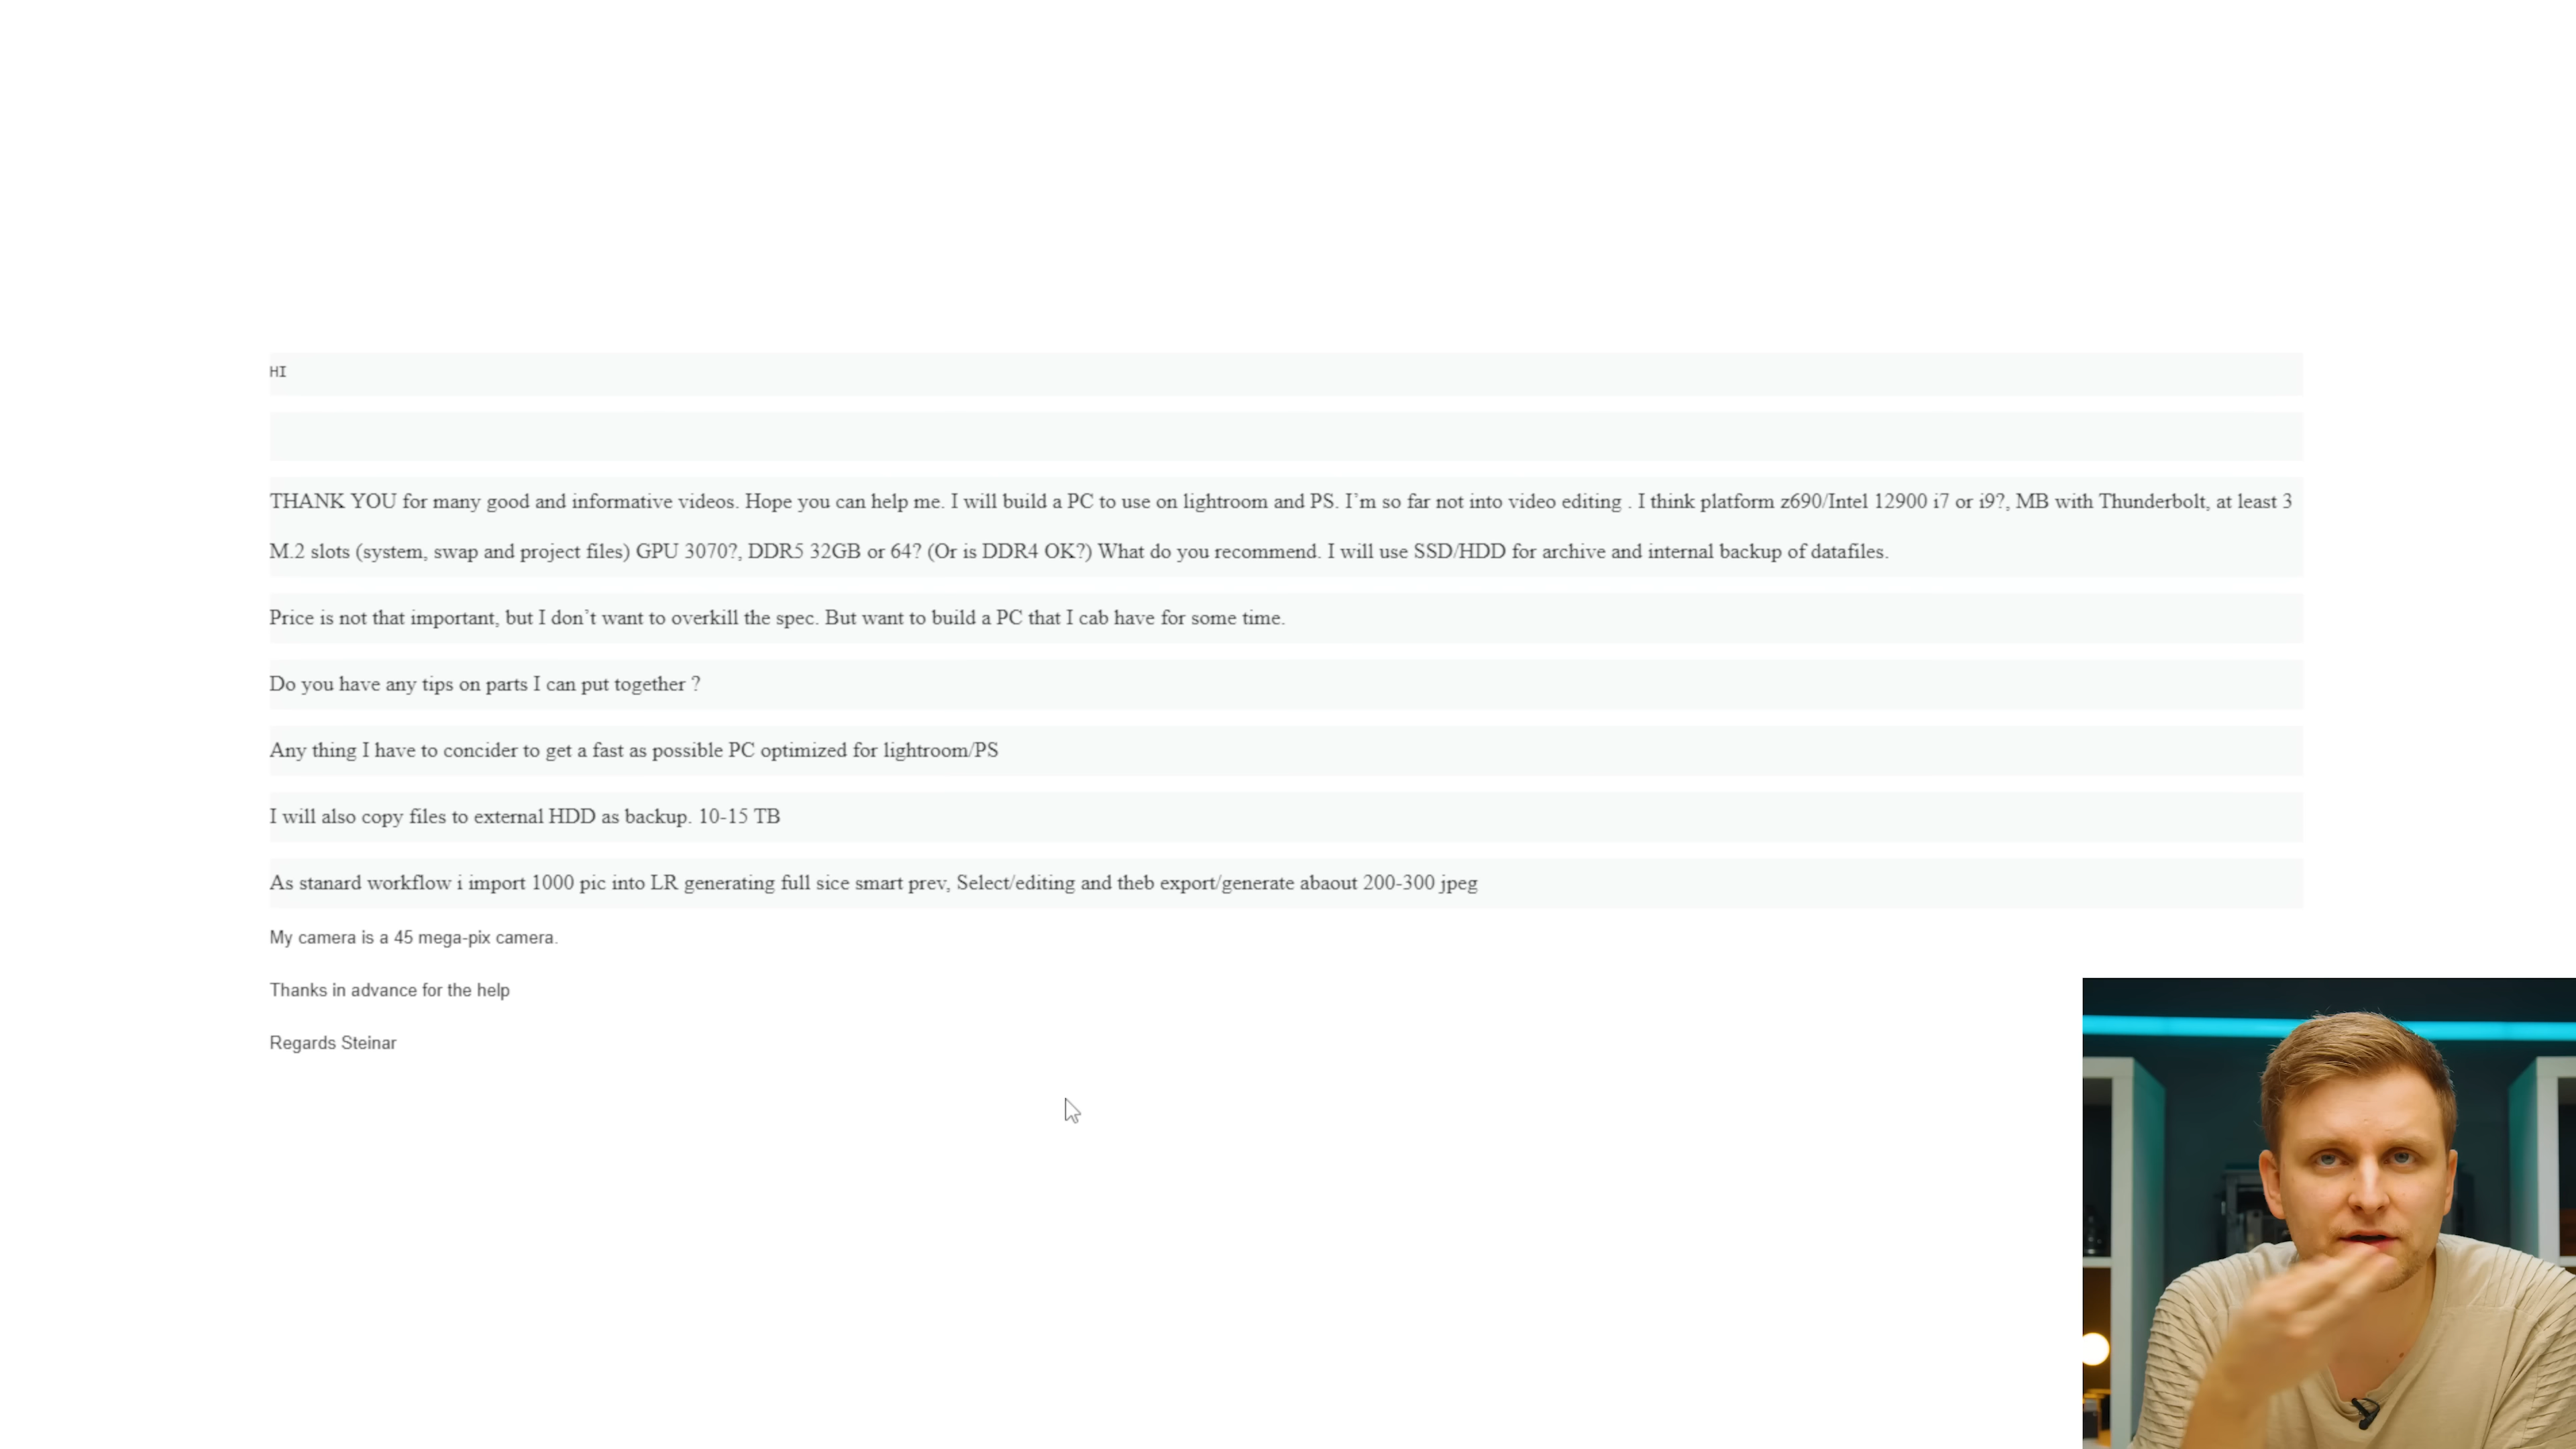 HI
THANK YOU for many good and informative videos. Hope you can help me. I will build a PC to use on lightroom and PS. I’m so far not into video editing . I think platform z690/Intel 12900 i7 or i9?, MB with Thunderbolt, at least 3
M.2 slots (system, swap and project files) GPU 3070?, DDR5 32GB or 64? (Or is DDR4 OK?) What do you recommend. I will use SSD/HDD for archive and internal backup of datafiles.
Price is not that important, but I don’t want to overkill the spec. But want to build a PC that I cab have for some time.
Do you have any tips on parts I can put together ?
Any thing I have to concider to get a fast as possible PC optimized for lightroom/PS
I will also copy files to external HDD as backup. 10-15 TB
As stanard workflow i import 1000 pic into LR generating full sice smart prev, Select/editing and theb export/generate abaout 200-300 jpeg
My camera is a 45 mega-pix camera.
Thanks in advance for the help
Regards Steinar